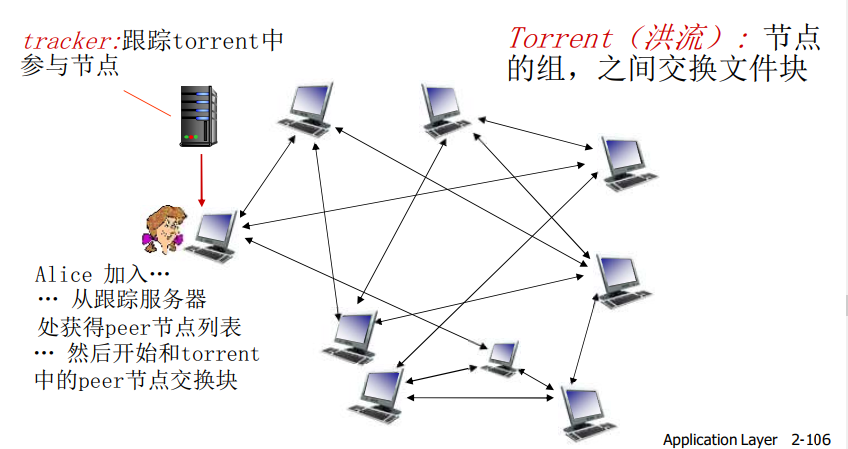 tracker:跟踪torrent中
参与节点
Torrent（洪流）: 节点
的组，之间交换文件块
Alice 加入…
… 从跟踪服务器
处获得peer节点列表
… 然后开始和torrent
中的peer节点交换块
Application Layer 2-106